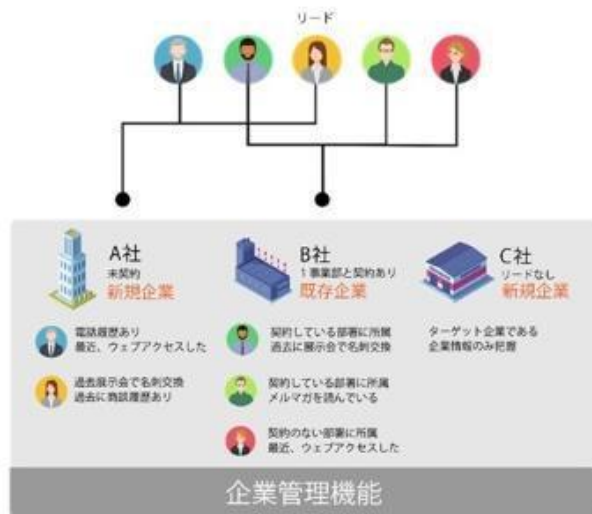 リード
A社
未契約
新規企業
電話履歴あり
最近、ウェブアクセスした
過去展示会で名刺交換
過去に商談履歴あり
B社
1事業部と契約あり
既存企業
契約している部署に所属
過去に展示会で名刺交換
契約している部署に所属
メルマガを読んでいる
契約のない部署に所属
最近、ウェブアクセスした
C社
リードなし
新規企業
ターゲット企業である
企業情報のみ把握
企業管理機能